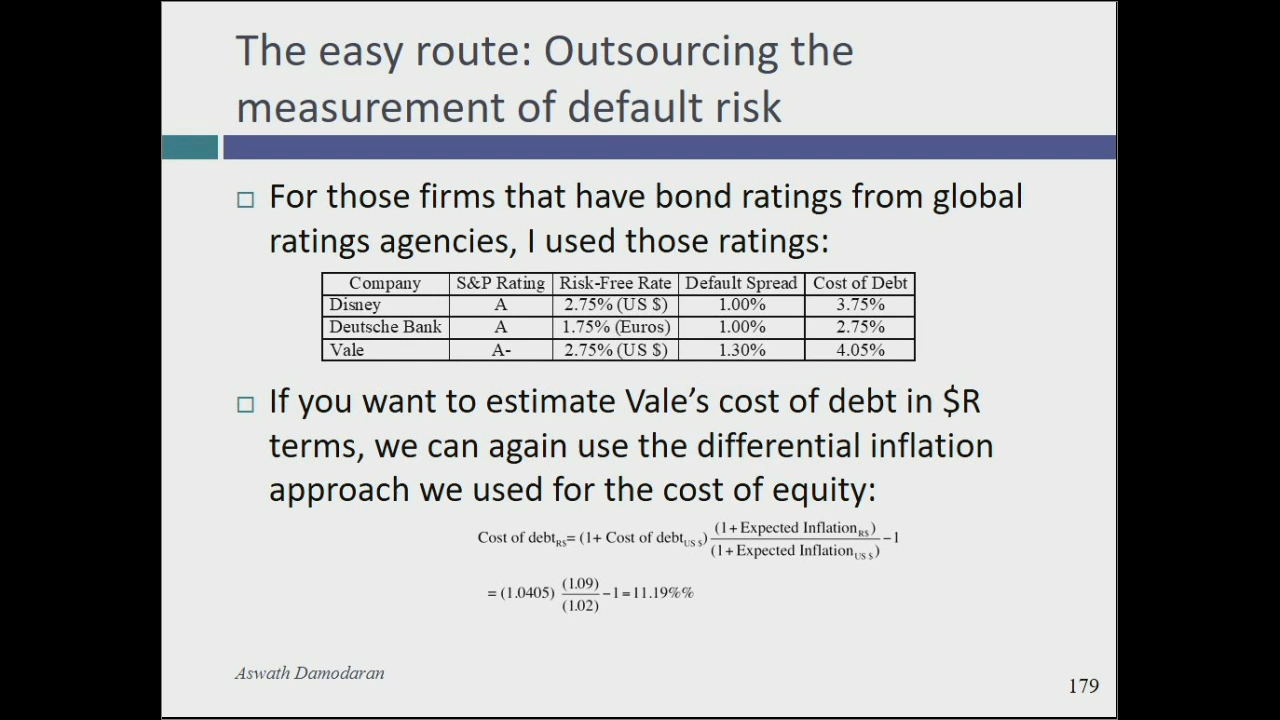 The easy route: Outsourcing the
measurement of default risk
□ For those firms that have bond ratings from global
ratings agencies, I used those ratings:
Company S&P Rating Risk-Free Rate Default Spread Cost of Debt
Disney A 2.75% (US $) 1.00% 3.75%
Deutsche Bank A 1.75% (Euros) 1.00% 2.75%
Vale A- 2.75% (US $) 1.30% 4.05%
□ If you want to estimate Vale’s cost of debt in $R
terms, we can again use the differential inflation
approach we used for the cost of equity:
Cost of debt_R$ = (1+ Cost of debt_US $) (1+Expected Inflation_R$) / (1+Expected Inflation_US $) −1
= (1.0405) (1.09) / (1.02) −1=11.19%%
Aswath Damodaran
179